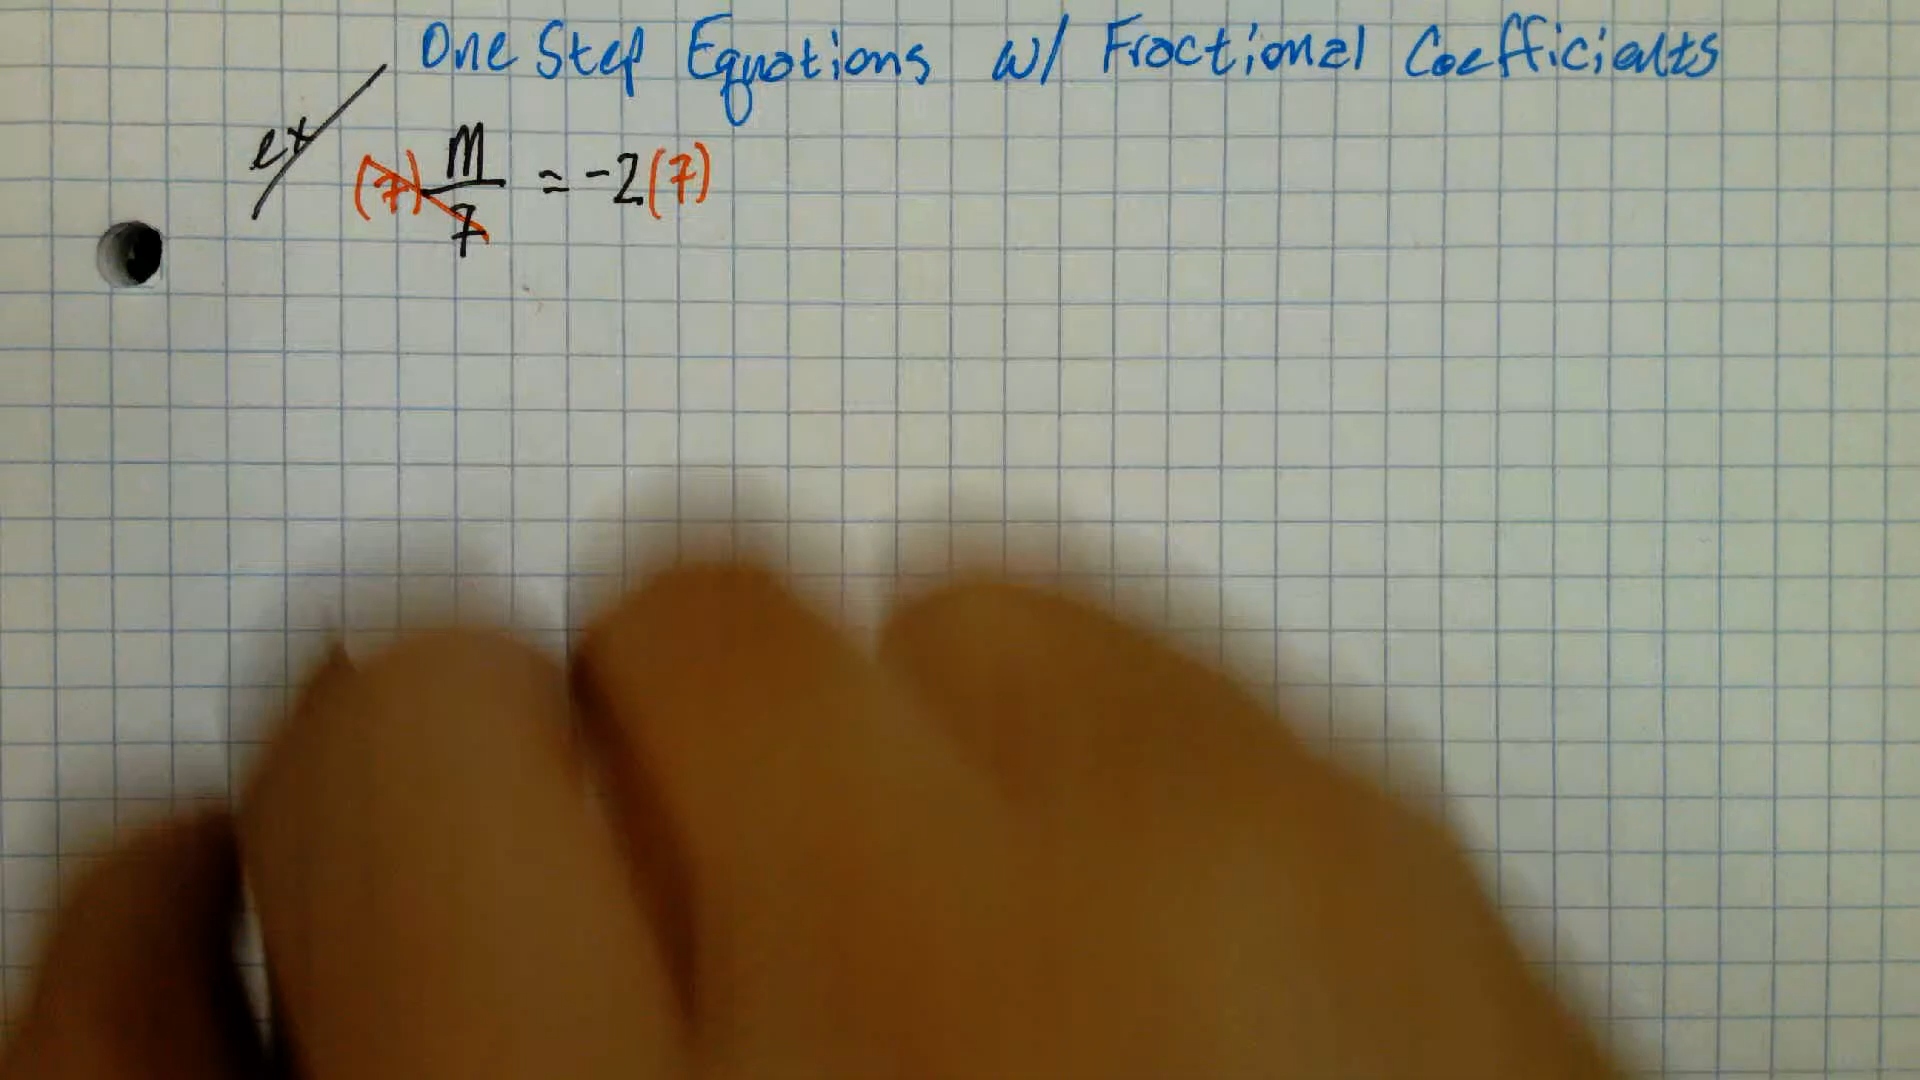 One Step Equations w/ Fractional Coefficients
ex
(7) m/7 = -2(7)